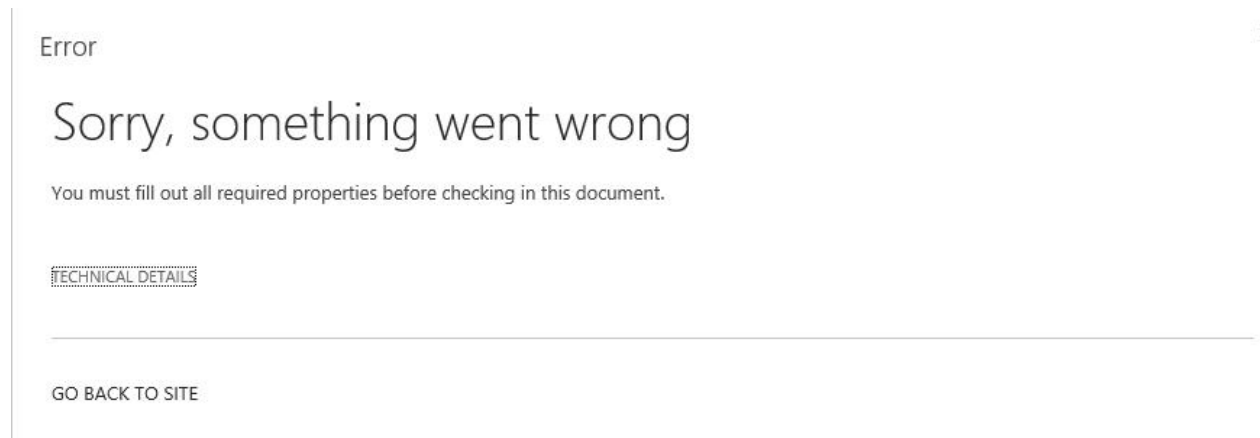 Error
Sorry, something went wrong
You must fill out all required properties before checking in this document.
TECHNICAL DETAILS
GO BACK TO SITE